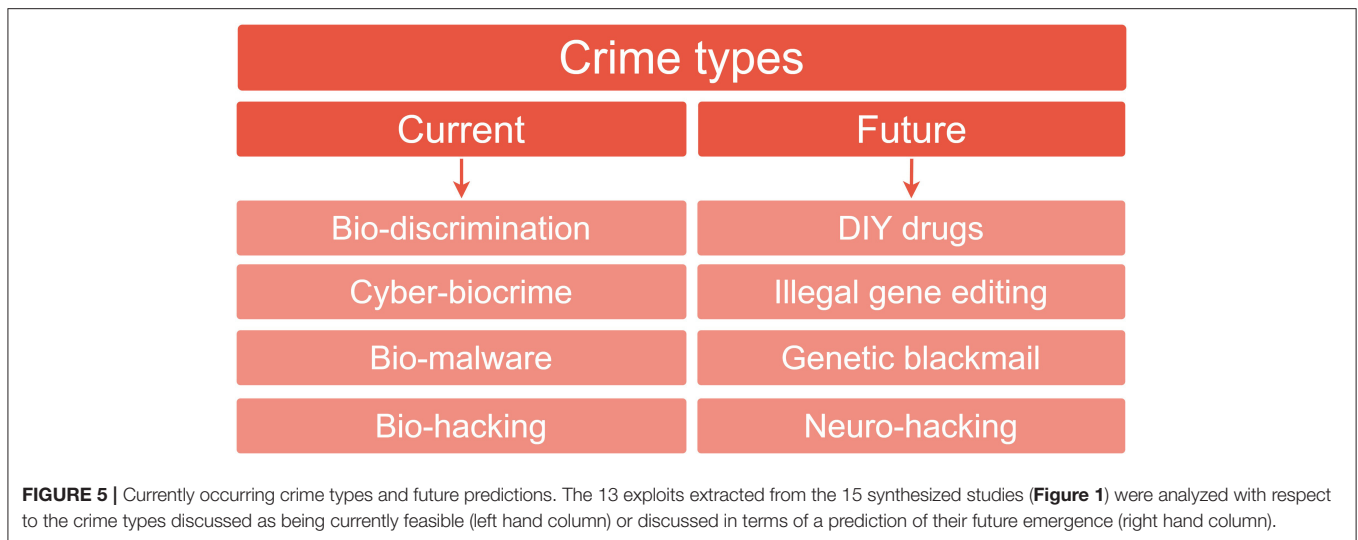 Crime types
Current
Future
Bio-discrimination
DIY drugs
Cyber-biocrime
Illegal gene editing
Bio-malware
Genetic blackmail
Bio-hacking
Neuro-hacking
FIGURE 5 | Currently occurring crime types and future predictions. The 13 exploits extracted from the 15 synthesized studies (Figure 1) were analyzed with respect
to the crime types discussed as being currently feasible (left hand column) or discussed in terms of a prediction of their future emergence (right hand column).